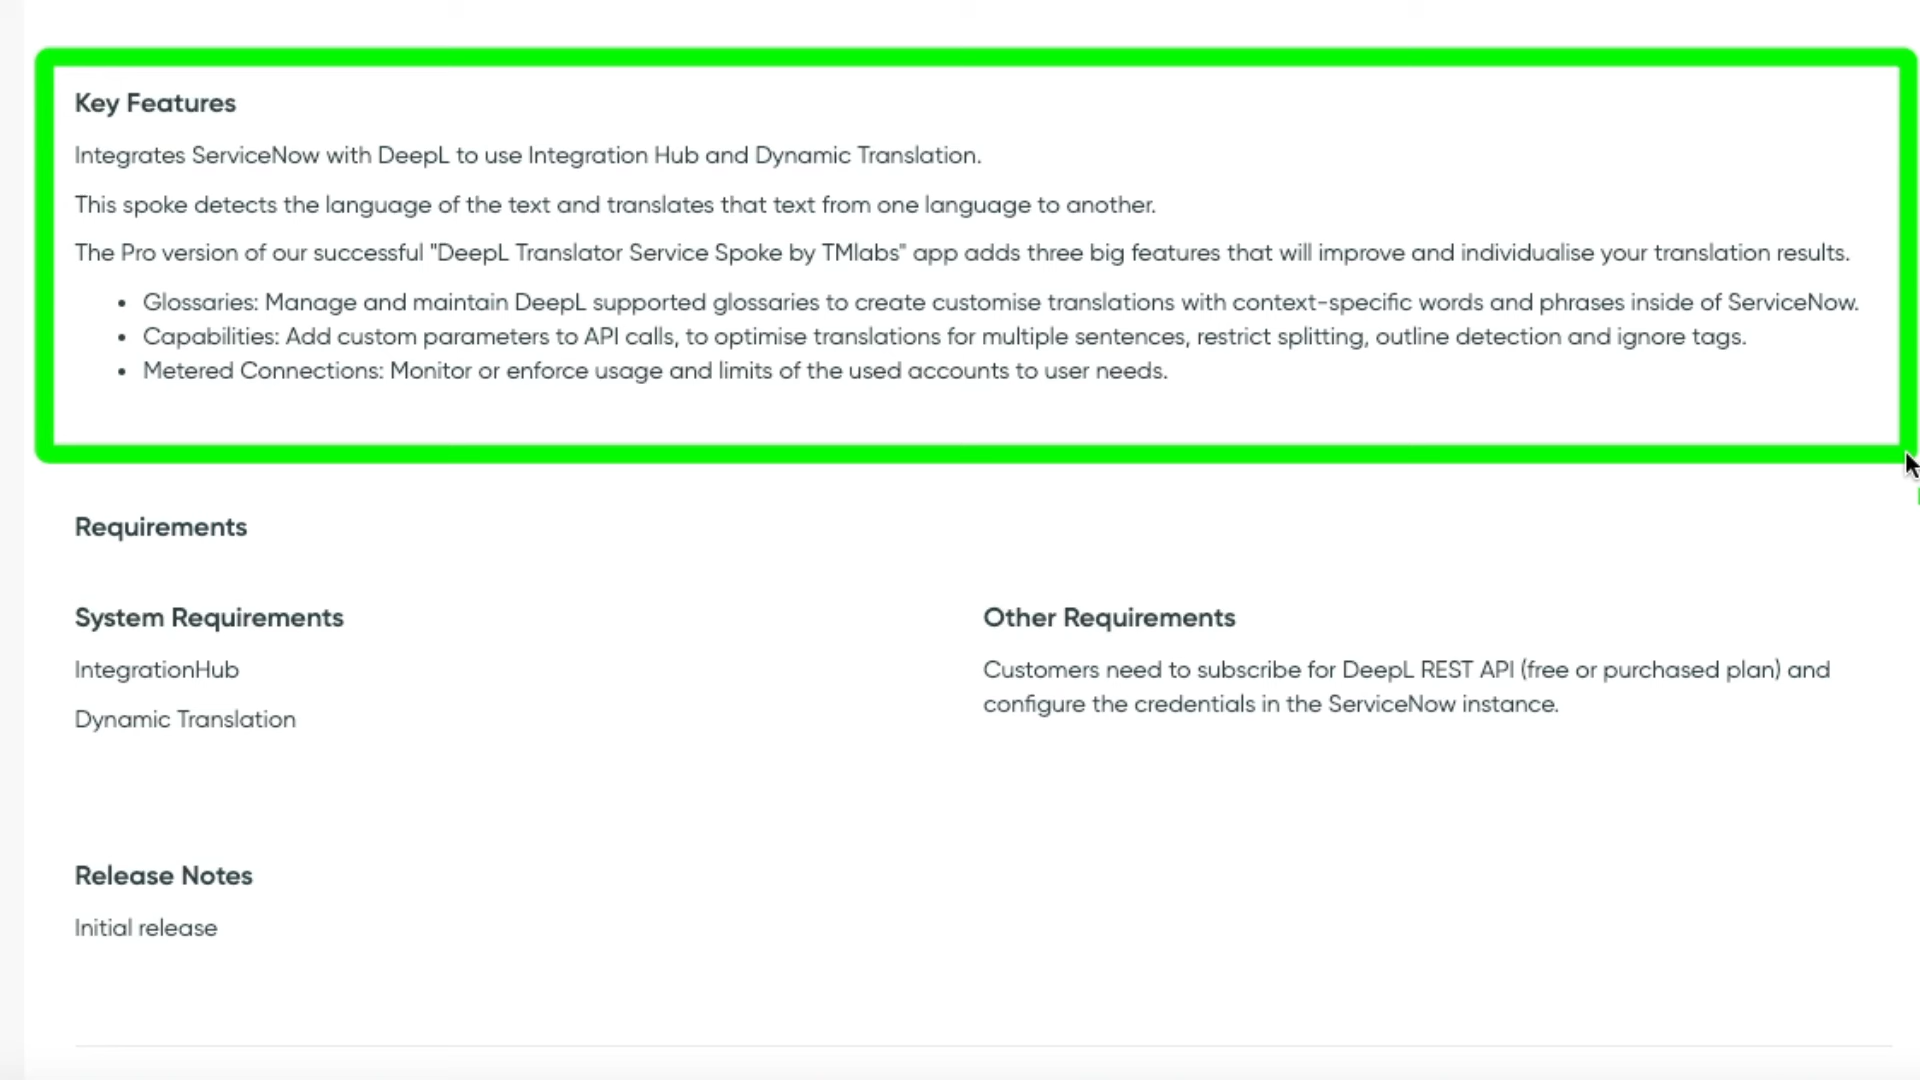 Key Features
Integrates ServiceNow with DeepL to use Integration Hub and Dynamic Translation.
This spoke detects the language of the text and translates that text from one language to another.
The Pro version of our successful "DeepL Translator Service Spoke by TMlabs" app adds three big features that will improve and individualise your translation results.
• Glossaries: Manage and maintain DeepL supported glossaries to create customise translations with context-specific words and phrases inside of ServiceNow.
• Capabilities: Add custom parameters to API calls, to optimise translations for multiple sentences, restrict splitting, outline detection and ignore tags.
• Metered Connections: Monitor or enforce usage and limits of the used accounts to user needs.
Requirements
System Requirements
IntegrationHub
Dynamic Translation
Other Requirements
Customers need to subscribe for DeepL REST API (free or purchased plan) and
configure the credentials in the ServiceNow instance.
Release Notes
Initial release